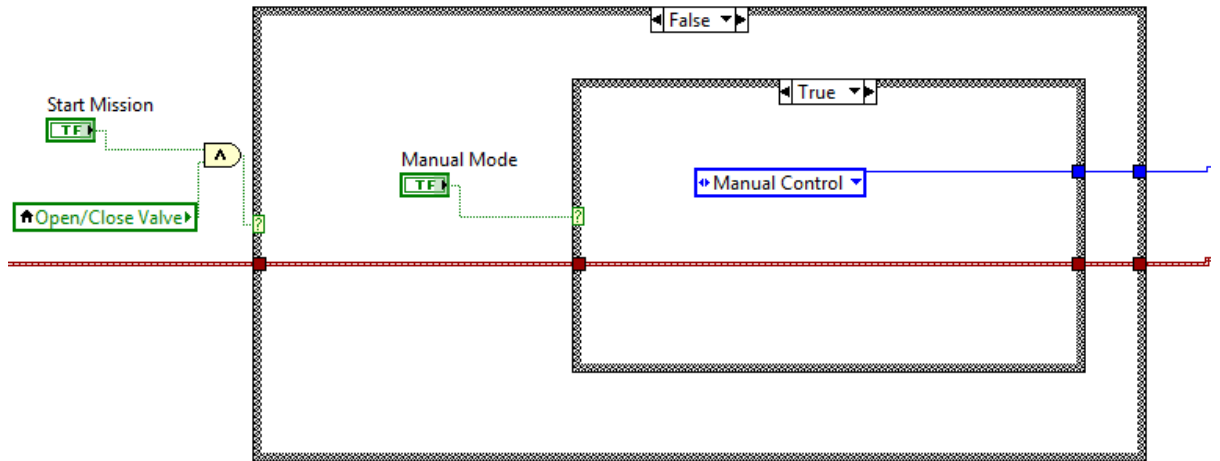 False
True
Start Mission
TF
Manual Mode
TF
Manual Control
Open/Close Valve
?
?